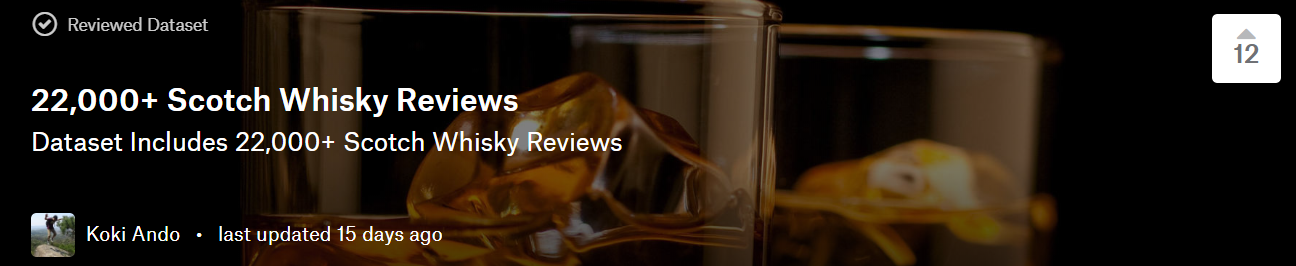 Reviewed Dataset
12
22,000+ Scotch Whisky Reviews
Dataset Includes 22,000+ Scotch Whisky Reviews
Koki Ando • last updated 15 days ago